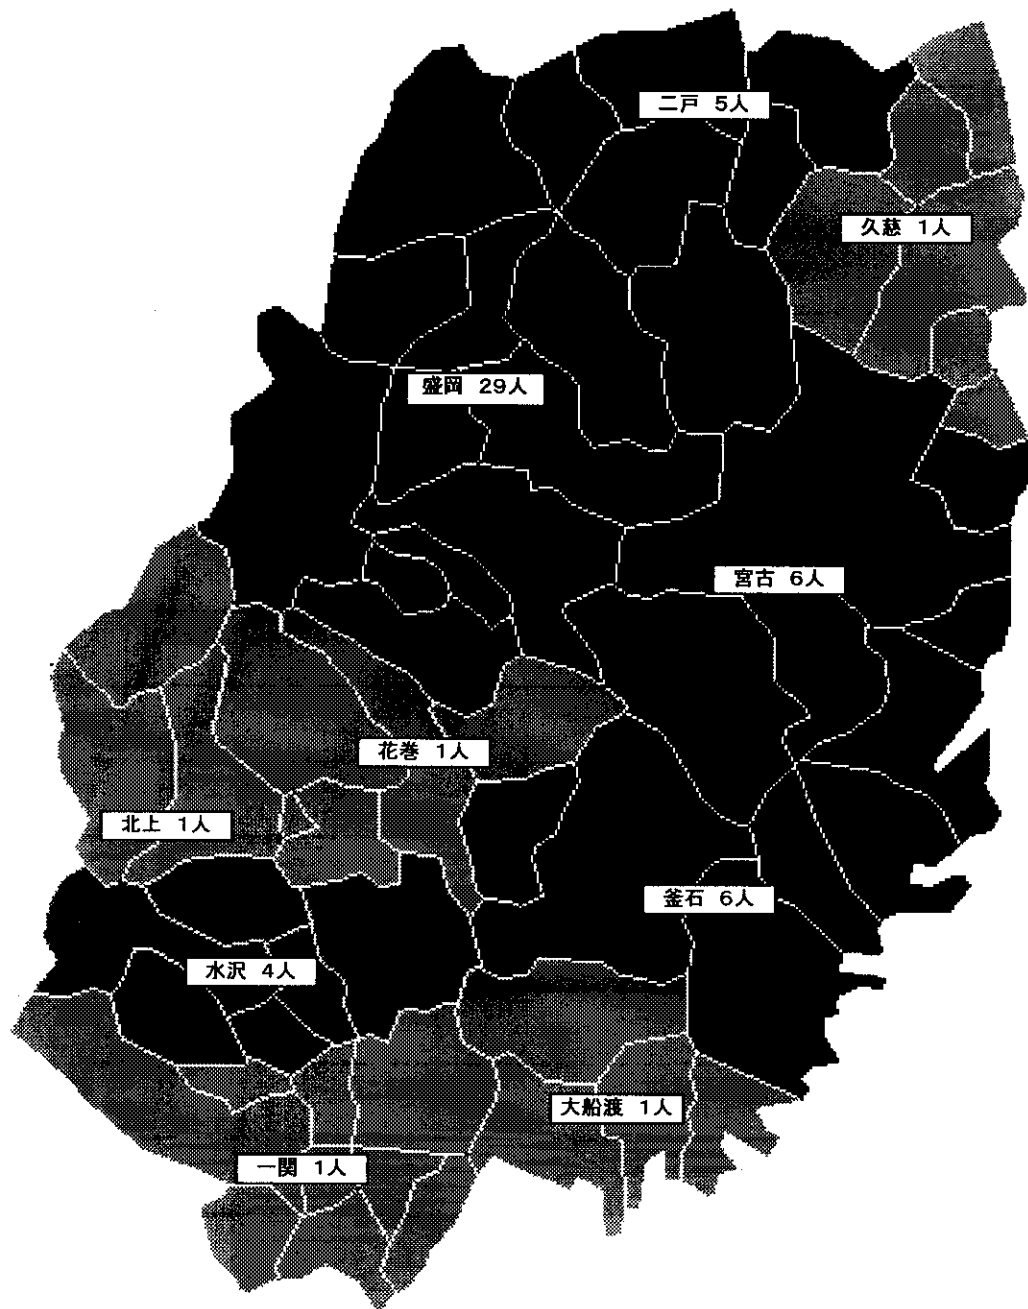 二戸 5人
久慈 1人
盛岡 29人
宮古 6人
花巻 1人
北上 1人
釜石 6人
水沢 4人
大船渡 1人
一関 1人